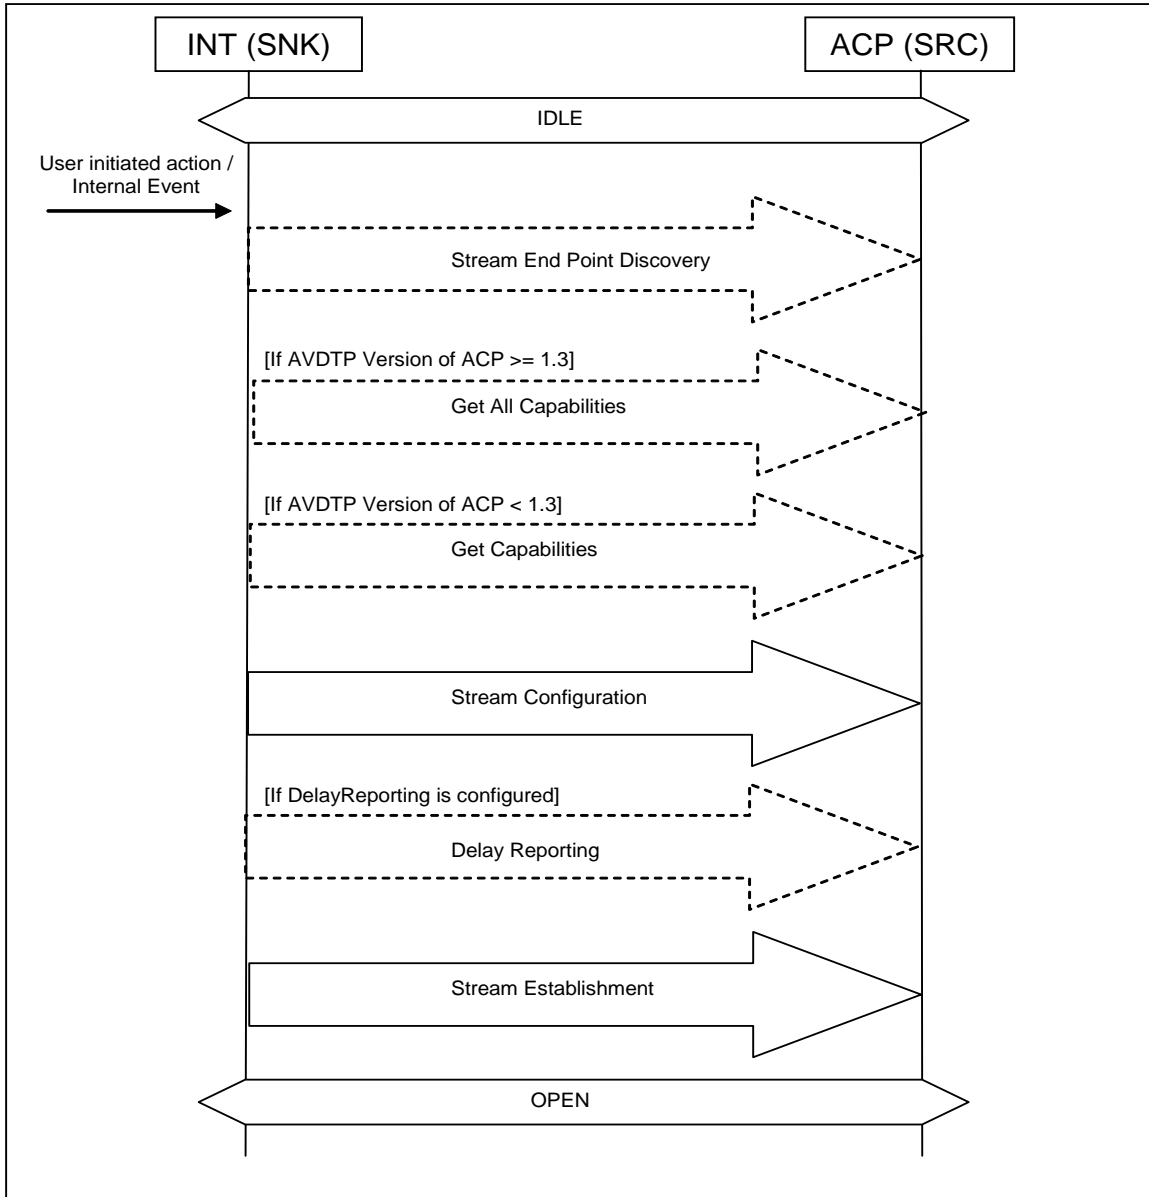 INT (SNK)
ACP (SRC)
IDLE
User initiated action /
Internal Event
Stream End Point Discovery
[If AVDTP Version of ACP >= 1.3]
Get All Capabilities
[If AVDTP Version of ACP < 1.3]
Get Capabilities
Stream Configuration
[If DelayReporting is configured]
Delay Reporting
Stream Establishment
OPEN